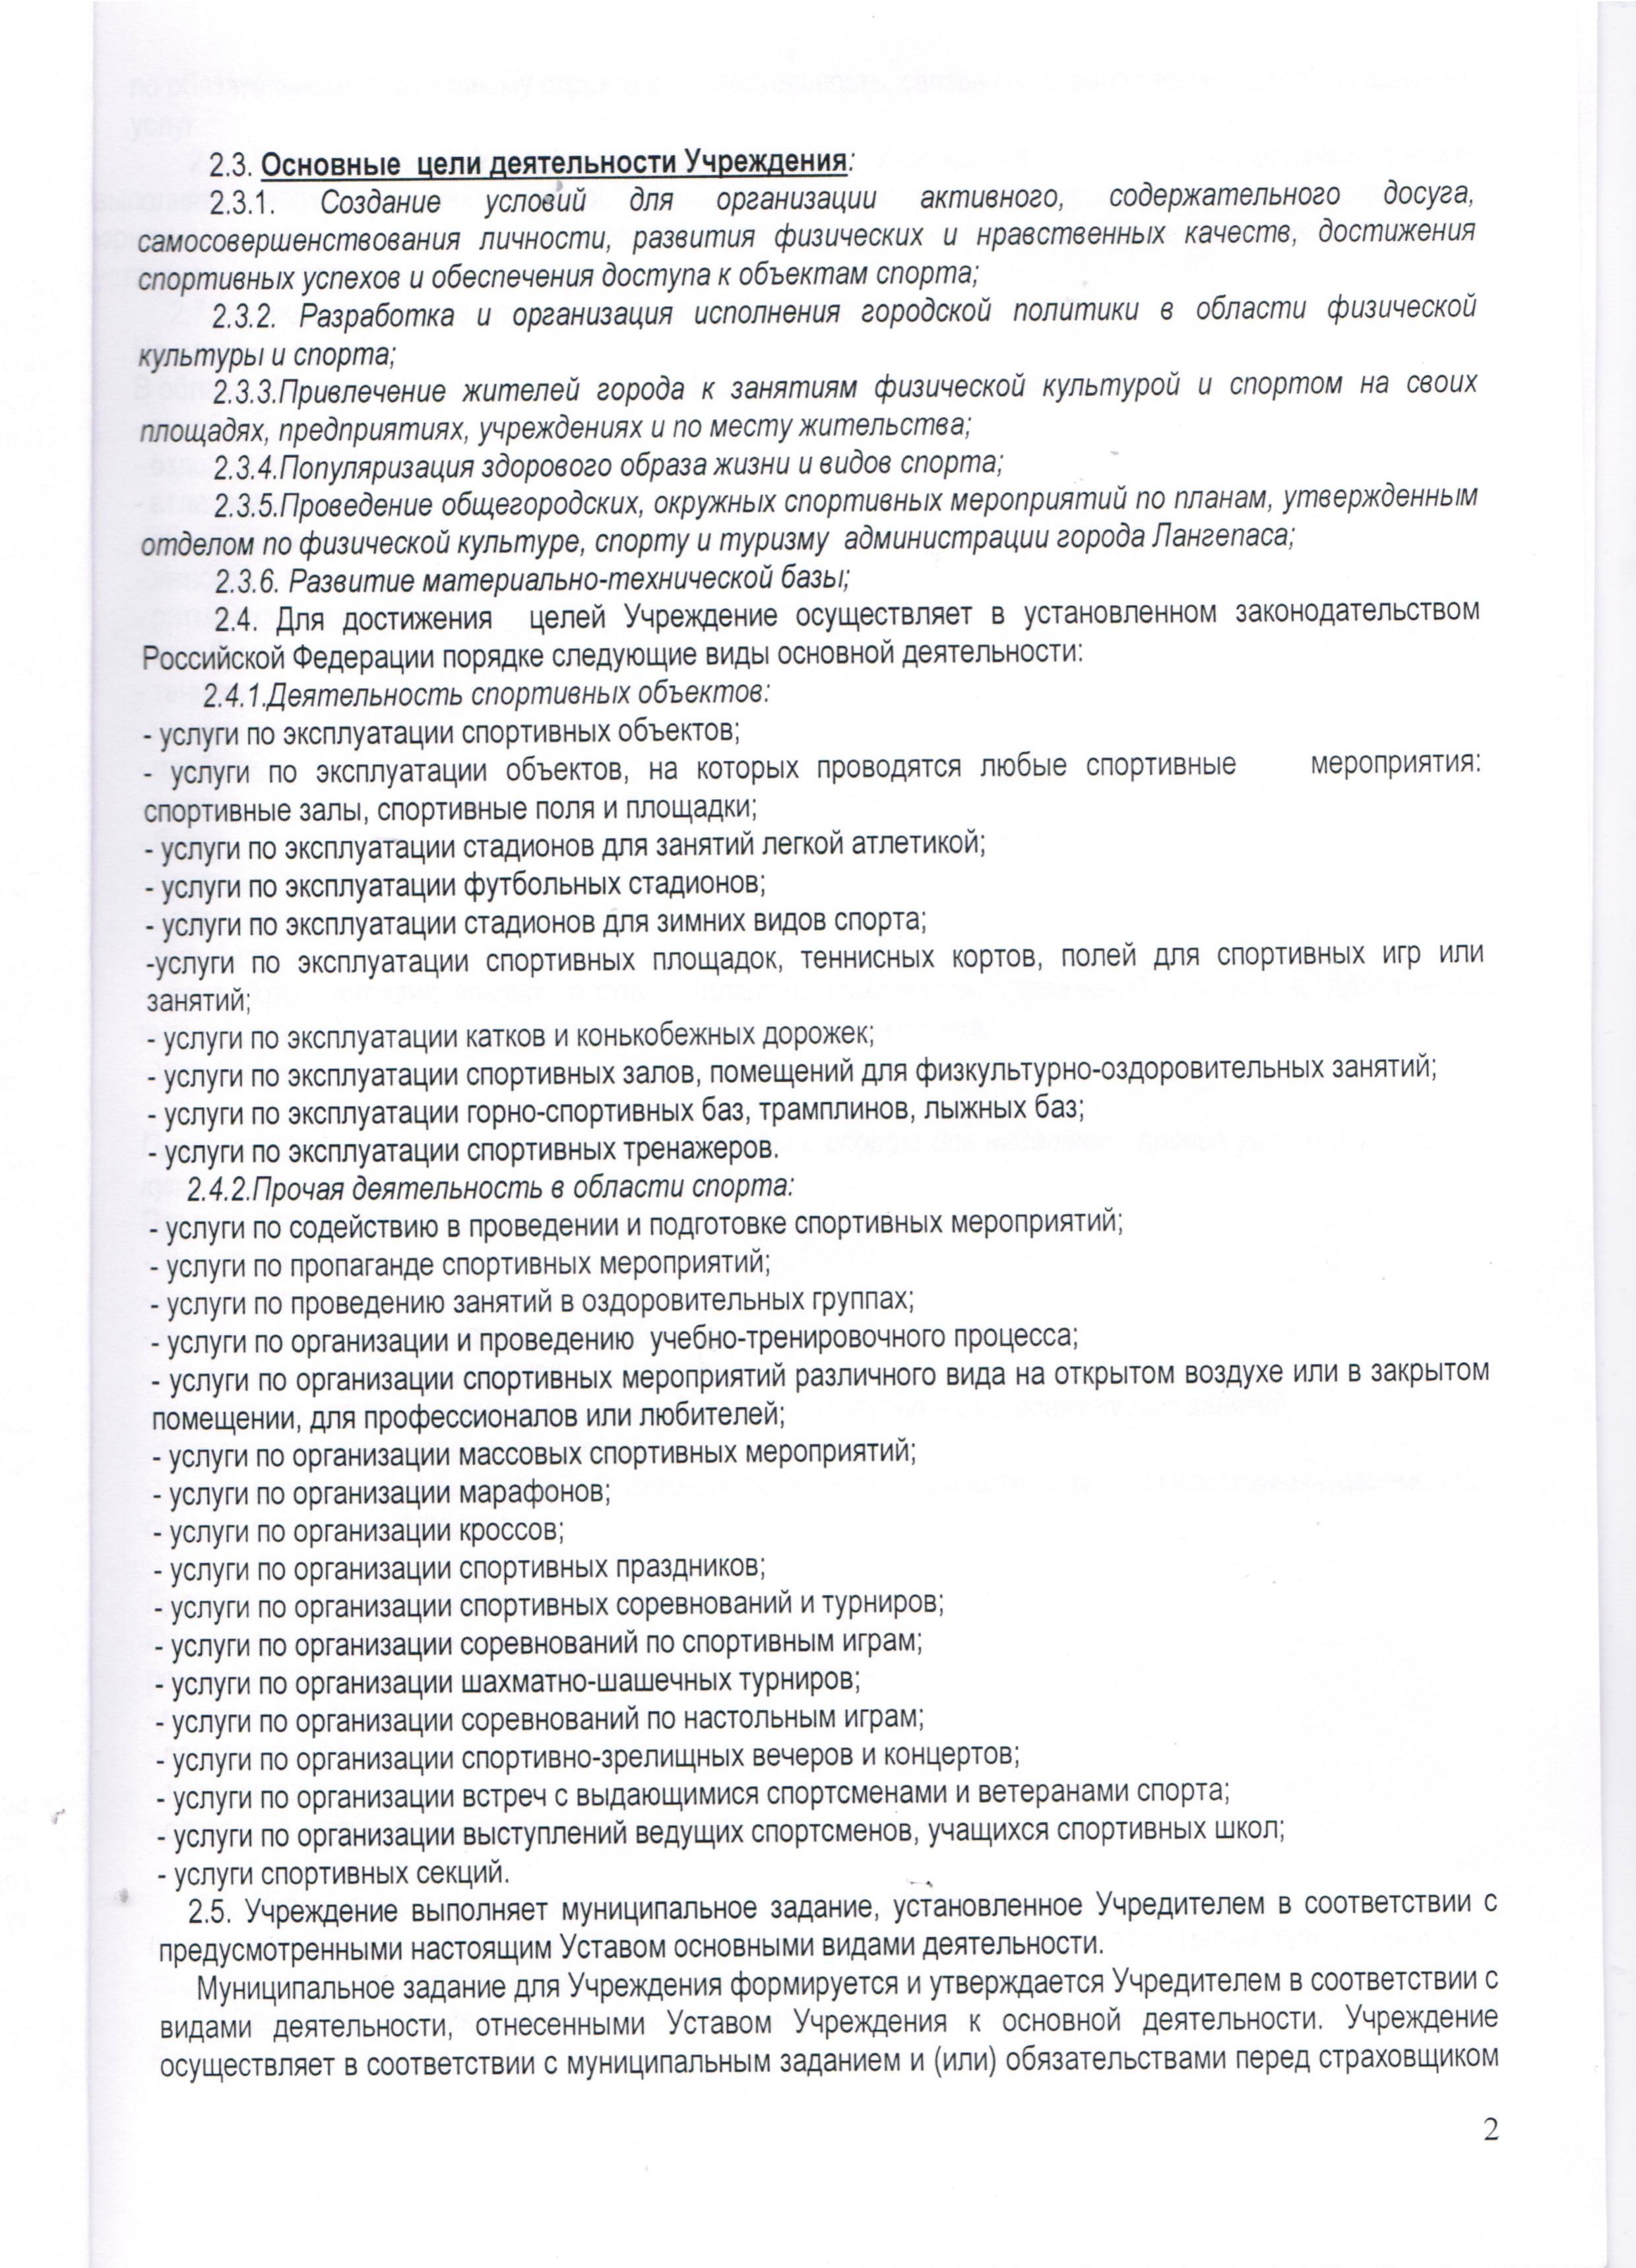 2.3. Основные цели деятельности Учреждения:
2.3.1. Создание условий для организации активного, содержательного досуга,
самосовершенствования личности, развития физических и нравственных качеств, достижения
спортивных успехов и обеспечения доступа к объектам спорта;
2.3.2. Разработка и организация исполнения городской политики в области физической
культуры и спорта;
2.3.3.Привлечение жителей города к занятиям физической культурой и спортом на своих
площадях, предприятиях, учреждениях и по месту жительства;
2.3.4.Популяризация здорового образа жизни и видов спорта;
2.3.5.Проведение общегородских, окружных спортивных мероприятий по планам, утвержденным
отделом по физической культуре, спорту и туризму администрации города Лангепаса;
2.3.6. Развитие материально-технической базы;
2.4. Для достижения целей Учреждение осуществляет в установленном законодательством
Российской Федерации порядке следующие виды основной деятельности:
2.4.1.Деятельность спортивных объектов:
- услуги по эксплуатации спортивных объектов;
- услуги по эксплуатации объектов, на которых проводятся любые спортивные мероприятия:
спортивные залы, спортивные поля и площадки;
- услуги по эксплуатации стадионов для занятий легкой атлетикой;
- услуги по эксплуатации футбольных стадионов;
- услуги по эксплуатации стадионов для зимних видов спорта;
-услуги по эксплуатации спортивных площадок, теннисных кортов, полей для спортивных игр или
занятий;
- услуги по эксплуатации катков и конькобежных дорожек;
- услуги по эксплуатации спортивных залов, помещений для физкультурно-оздоровительных занятий;
- услуги по эксплуатации горно-спортивных баз, трамплинов, лыжных баз;
- услуги по эксплуатации спортивных тренажеров.
2.4.2.Прочая деятельность в области спорта:
- услуги по содействию в проведении и подготовке спортивных мероприятий;
- услуги по пропаганде спортивных мероприятий;
- услуги по проведению занятий в оздоровительных группах;
- услуги по организации и проведению учебно-тренировочного процесса;
- услуги по организации спортивных мероприятий различного вида на открытом воздухе или в закрытом
помещении, для профессионалов или любителей;
- услуги по организации массовых спортивных мероприятий;
- услуги по организации марафонов;
- услуги по организации кроссов;
- услуги по организации спортивных праздников;
- услуги по организации спортивных соревнований и турниров;
- услуги по организации соревнований по спортивным играм;
- услуги по организации шахматно-шашечных турниров;
- услуги по организации соревнований по настольным играм;
- услуги по организации спортивно-зрелищных вечеров и концертов;
- услуги по организации встреч с выдающимися спортсменами и ветеранами спорта;
- услуги по организации выступлений ведущих спортсменов, учащихся спортивных школ;
- услуги спортивных секций.
2.5. Учреждение выполняет муниципальное задание, установленное Учредителем в соответствии с
предусмотренными настоящим Уставом основными видами деятельности.
Муниципальное задание для Учреждения формируется и утверждается Учредителем в соответствии с
видами деятельности, отнесенными Уставом Учреждения к основной деятельности. Учреждение
осуществляет в соответствии с муниципальным заданием и (или) обязательствами перед страховщиком
2